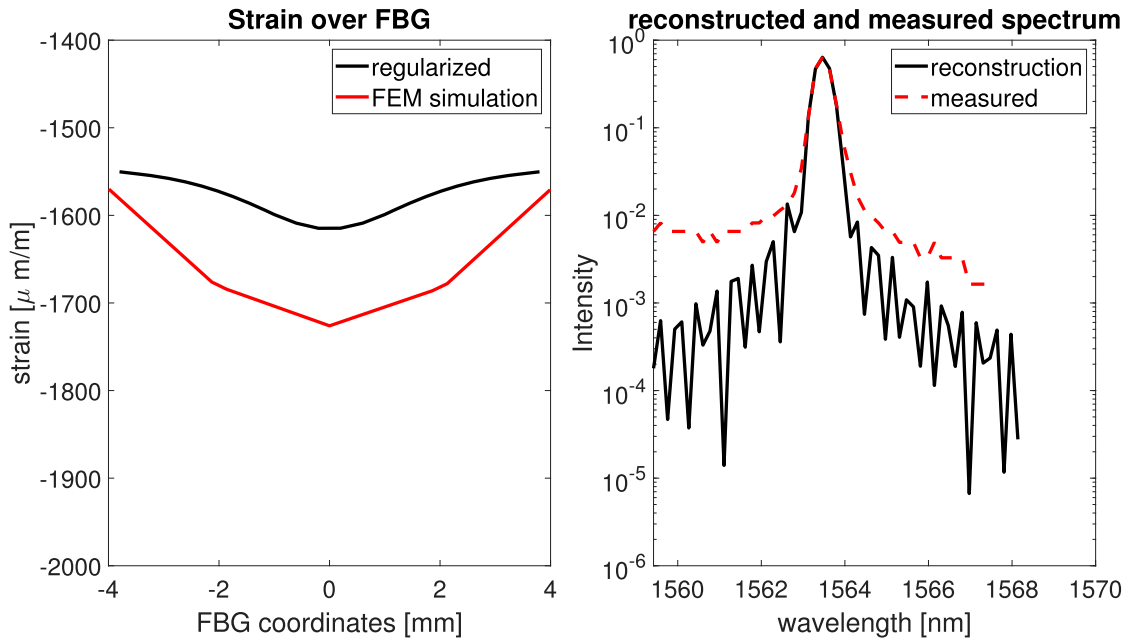 Strain over FBG
-1400
-1500
-1600
-1700
-1800
-1900
-2000
strain [μ m/m]
regularized
FEM simulation
-4
-2
0
2
4
FBG coordinates [mm]
reconstructed and measured spectrum
10^0
10^-1
10^-2
10^-3
10^-4
10^-5
10^-6
Intensity
reconstruction
measured
1560
1562
1564
1566
1568
1570
wavelength [nm]